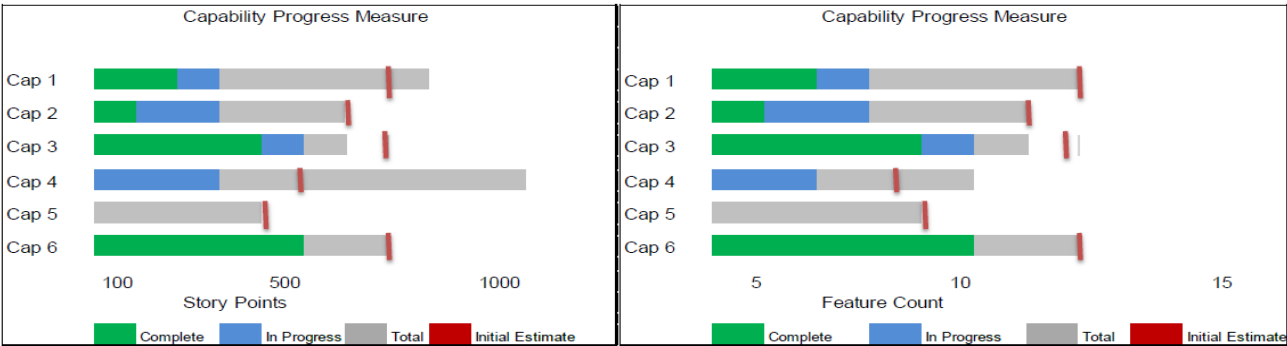 Capability Progress Measure
Cap 1
Cap 2
Cap 3
Cap 4
Cap 5
Cap 6
100 500 1000
Story Points
Complete In Progress Total Initial Estimate
Capability Progress Measure
Cap 1
Cap 2
Cap 3
Cap 4
Cap 5
Cap 6
5 10 15
Feature Count
Complete In Progress Total Initial Estimate